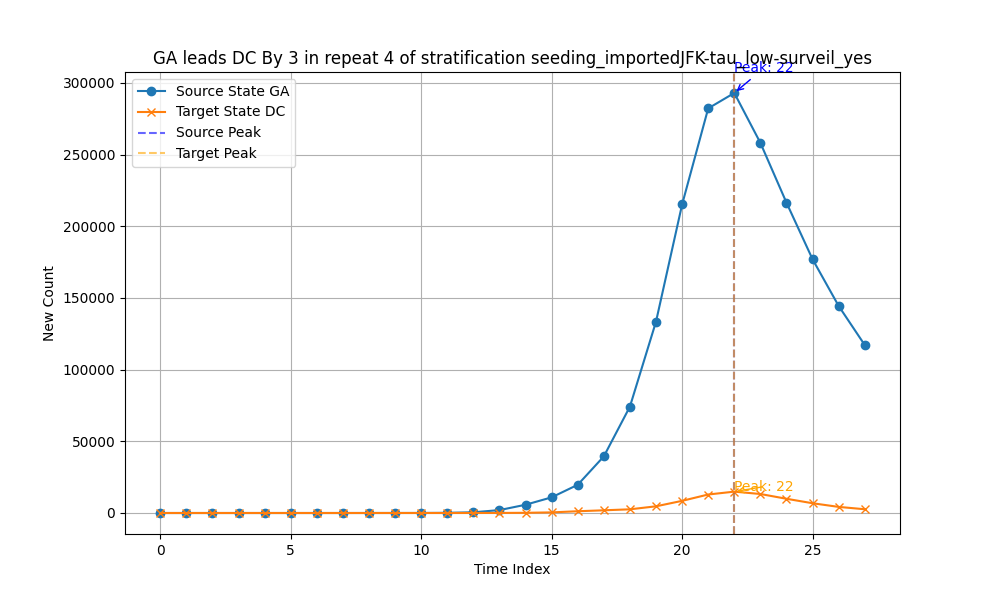 GA leads DC By 3 in repeat 4 of stratification seeding_importedJFK-tau_low-surveil_yes
Peak: 22
Source State GA
Target State DC
Source Peak
Target Peak
300000
250000
200000
150000
100000
50000
0
New Count
Peak: 22
0
5
10
15
20
25
Time Index